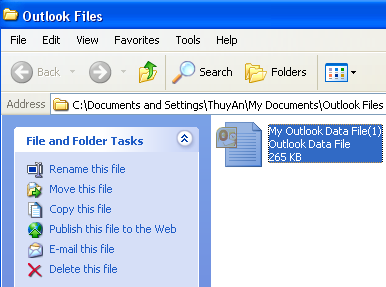 Outlook Files
File Edit View Favorites Tools Help
Back Search Folders
Address C:\Documents and Settings\ThuyAn\My Documents\Outlook Files
File and Folder Tasks
Rename this file
Move this file
Copy this file
Publish this file to the Web
E-mail this file
Delete this file
My Outlook Data File(1)
Outlook Data File
265 KB